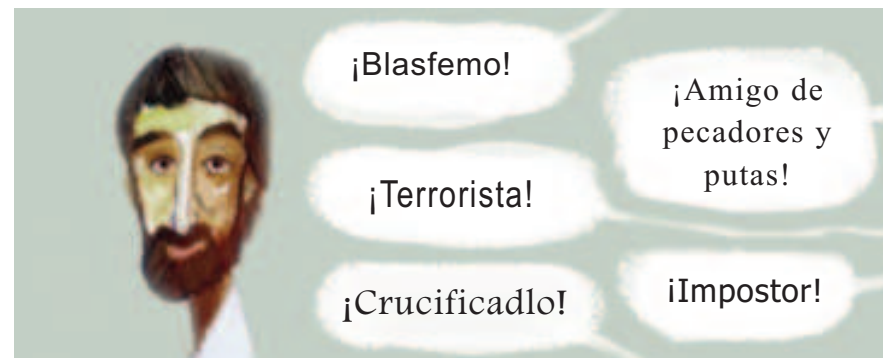 ¡Blasfemo!
¡Amigo de
pecadores y
putas!
¡Terrorista!
¡Crucificadlo!
¡Impostor!